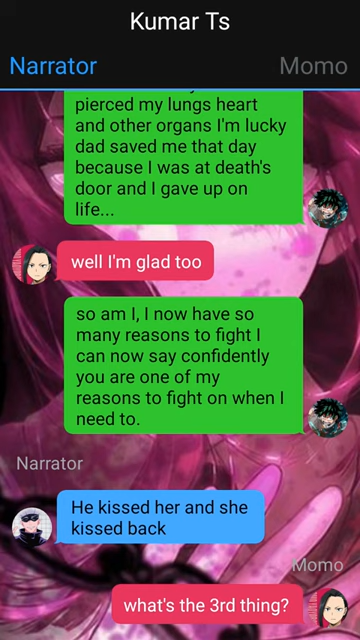 Kumar Ts
Narrator
Momo
pierced my lungs heart
and other organs I'm lucky
dad saved me that day
because I was at death's
door and I gave up on
life...
well I'm glad too
so am I, I now have so
many reasons to fight I
can now say confidently
you are one of my
reasons to fight on when I
need to.
Narrator
He kissed her and she
kissed back
Momo
what's the 3rd thing?